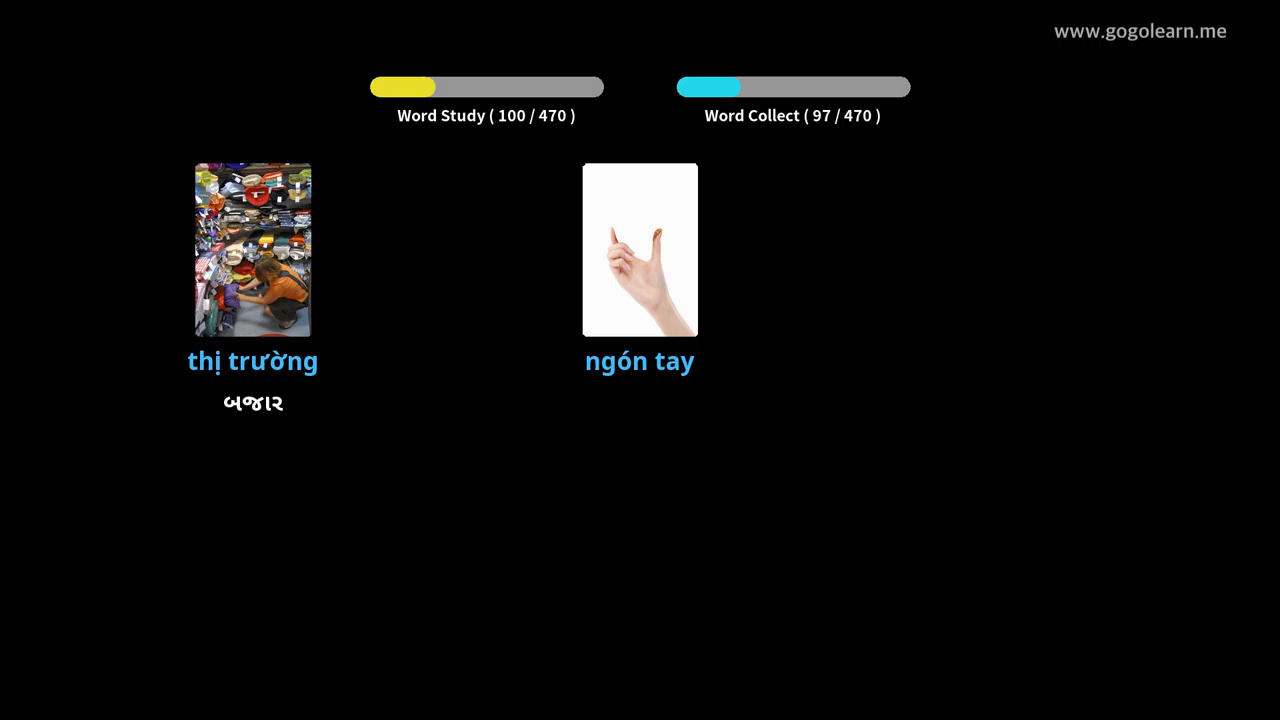 www.gogolearn.me
Word Study ( 100 / 470 )
Word Collect ( 97 / 470 )
thị trường
ngón tay
બજાર